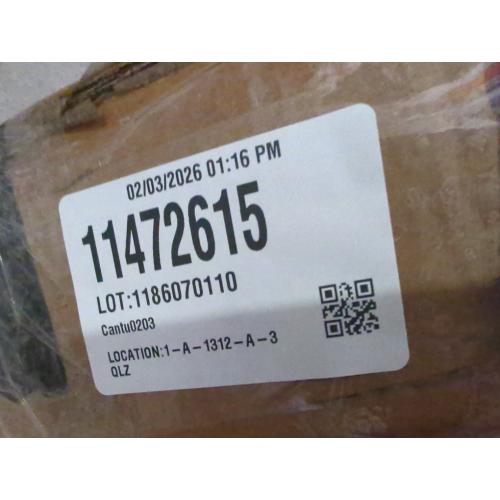 02/03/2026 01:16 PM
11472615
LOT:1186070110
Cantu0203
LOCATION:1-A-1312-A-3
QLZ